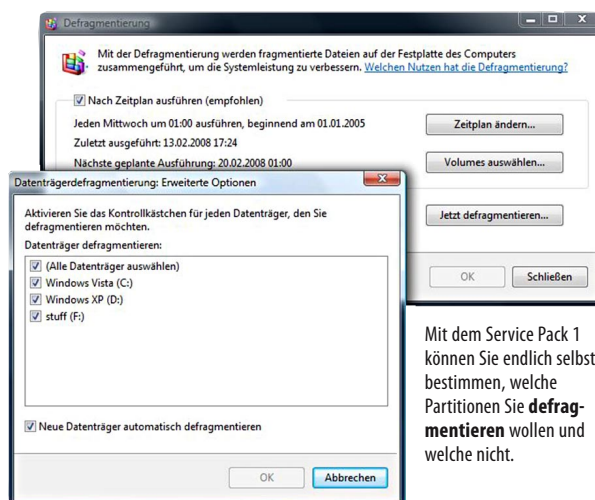 Defragmentierung
Mit der Defragmentierung werden fragmentierte Dateien auf der Festplatte des Computers
zusammengeführt, um die Systemleistung zu verbessern. Welchen Nutzen hat die Defragmentierung?
Nach Zeitplan ausführen (empfohlen)
Jeden Mittwoch um 01:00 ausführen, beginnend am 01.01.2005
Zeitplan ändern...
Zuletzt ausgeführt: 13.02.2008 17:24
Nächste geplante Ausführung: 20.02.2008 01:00
Volumes auswählen...
Jetzt defragmentieren...
OK
Schließen
Datenträgerdefragmentierung: Erweiterte Optionen
Aktivieren Sie das Kontrollkästchen für jeden Datenträger, den Sie
defragmentieren möchten.
Datenträger defragmentieren:
(Alle Datenträger auswählen)
Windows Vista (C:)
Windows XP (D:)
stuff (F:)
Neue Datenträger automatisch defragmentieren
OK
Abbrechen
Mit dem Service Pack 1
können Sie endlich selbst
bestimmen, welche
Partitionen Sie defrag-
mentieren wollen und
welche nicht.